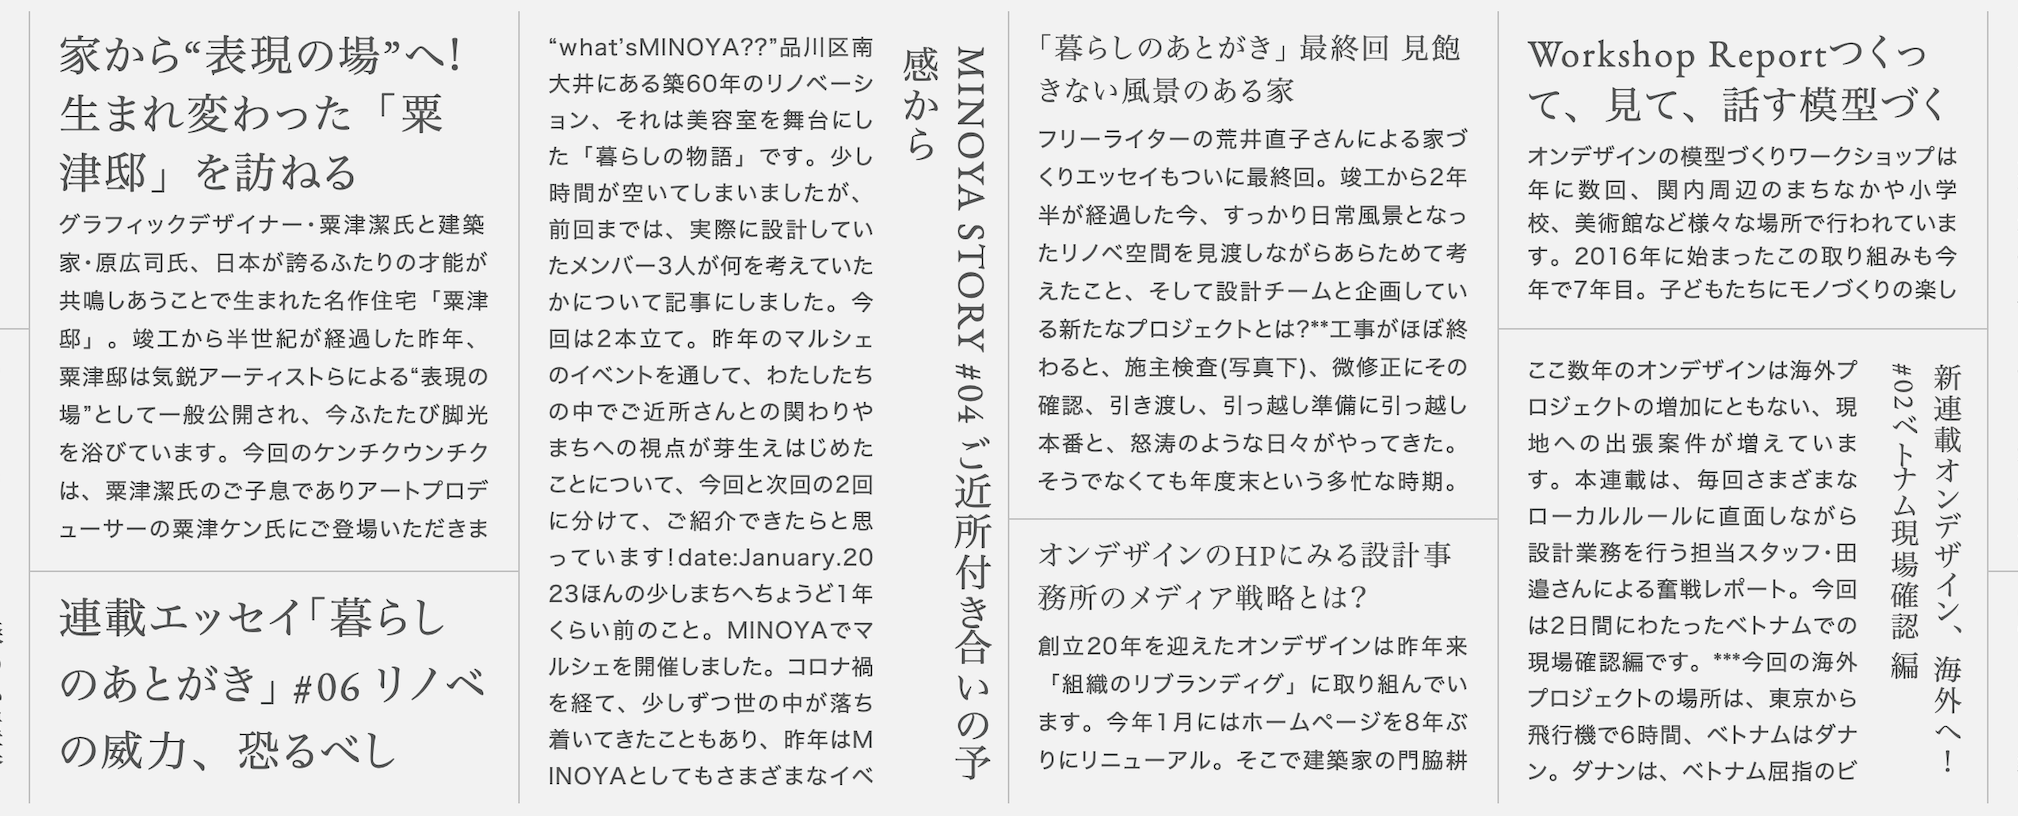 家から“表現の場”へ!
生まれ変わった「粟
津邸」を訪ねる
グラフィックデザイナー・粟津潔氏と建築
家・原広司氏、日本が誇るふたりの才能が
共鳴しあうことで生まれた名作住宅「粟津
邸」。竣工から半世紀が経過した昨年、
粟津邸は気鋭アーティストらによる“表現の
場”として一般公開され、今ふたたび脚光
を浴びています。今回のケンチクウンチク
は、粟津潔氏のご子息でありアートプロデ
ューサーの粟津ケン氏にご登場いただきま
連載エッセイ「暮らし
のあとがき」#06 リノベ
の威力、恐るべし
MINOYA STORY #04 ご近所付き合いの予
感から
“what’sMINOYA??”品川区南
大井にある築60年のリノベーシ
ョン、それは美容室を舞台にし
た「暮らしの物語」です。少し
時間が空いてしまいましたが、
前回までは、実際に設計してい
たメンバー3人が何を考えていた
かについて記事にしました。今
回は2本立て。昨年のマルシェ
のイベントを通して、わたしたち
の中でご近所さんとの関わりや
まちへの視点が芽生えはじめた
ことについて、今回と次回の2回
に分けて、ご紹介できたらと思
っています!date:January.20
23ほんの少しまちへちょうど1年
くらい前のこと。MINOYAでマ
ルシェを開催しました。コロナ禍
を経て、少しずつ世の中が落ち
着いてきたこともあり、昨年はM
INOYAとしてもさまざまなイベ
「暮らしのあとがき」最終回 見飽
きない風景のある家
フリーライターの荒井直子さんによる家づ
くりエッセイもついに最終回。竣工から2年
半が経過した今、すっかり日常風景となっ
たリノベ空間を見渡しながらあらためて考
えたこと、そして設計チームと企画してい
る新たなプロジェクトとは?**工事がほぼ終
わると、施主検査(写真下)、微修正にその
確認、引き渡し、引っ越し準備に引っ越し
本番と、怒涛のような日々がやってきた。
そうでなくても年度末という多忙な時期。
オンデザインのHPにみる設計事
務所のメディア戦略とは?
創立20年を迎えたオンデザインは昨年来
「組織のリブランディグ」に取り組んでい
ます。今年1月にはホームページを8年ぶ
りにリニューアル。そこで建築家の門脇耕
Workshop Reportつくっ
て、見て、話す模型づく
オンデザインの模型づくりワークショップは
年に数回、関内周辺のまちなかや小学
校、美術館など様々な場所で行われていま
す。2016年に始まったこの取り組みも今
年で7年目。子どもたちにモノづくりの楽し
新連載オンデザイン、海外へ!
#02ベトナム現場確認 編
ここ数年のオンデザインは海外プ
ロジェクトの増加にともない、現
地への出張案件が増えていま
す。本連載は、毎回さまざまな
ローカルルールに直面しながら
設計業務を行う担当スタッフ・田
邉さんによる奮戦レポート。今回
は2日間にわたったベトナムでの
現場確認編です。***今回の海外
プロジェクトの場所は、東京から
飛行機で6時間、ベトナムはダナ
ン。ダナンは、ベトナム屈指のビ